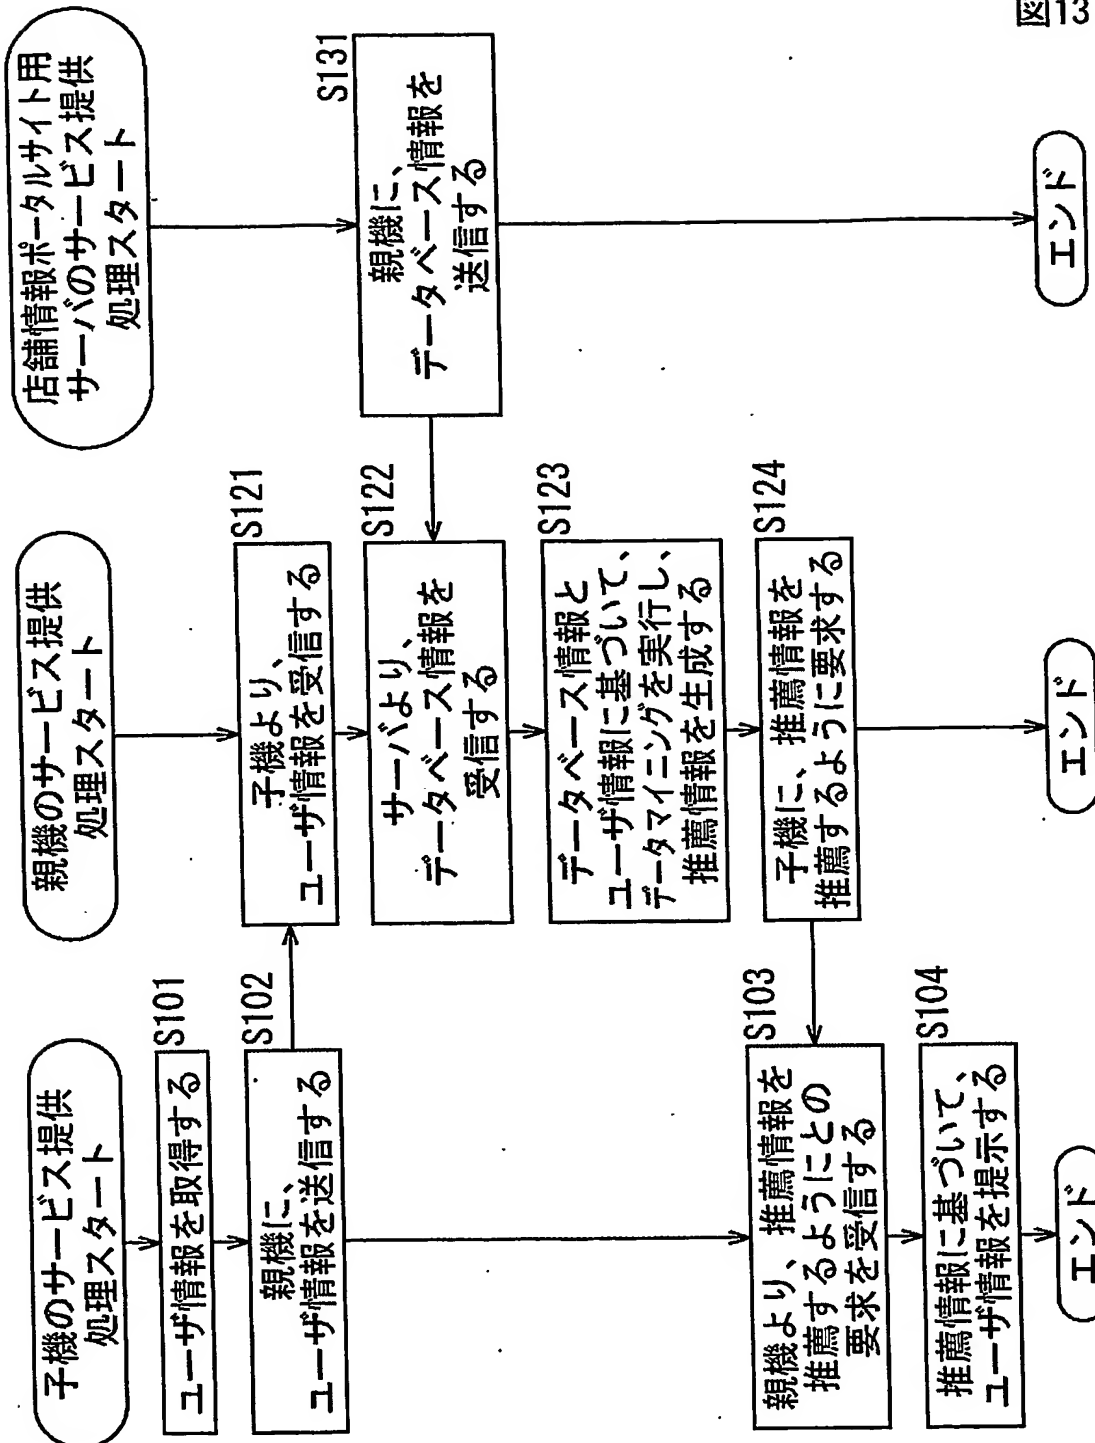 図13
子機のサービス提供
処理スタート
S101
ユーザ情報を取得する
S102
親機に、
ユーザ情報を送信する
S103
親機より、推薦情報を
推薦するようにとの
要求を受信する
S104
推薦情報に基づいて、
ユーザ情報を提示する
エンド
親機のサービス提供
処理スタート
S121
子機より、
ユーザ情報を受信する
S122
サーバより、
データベース情報を
受信する
S123
データベース情報と
ユーザ情報に基づいて、
データマイニングを実行し、
推薦情報を生成する
S124
子機に、推薦情報を
推薦するように要求する
エンド
店舗情報ポータルサイト用
サーバのサービス提供
処理スタート
S131
親機に、
データベース情報を
送信する
エンド